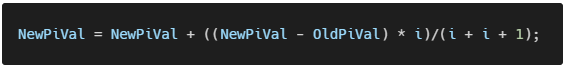 NewPiVal = NewPiVal + ((NewPiVal - OldPiVal) * i)/(i + i + 1);